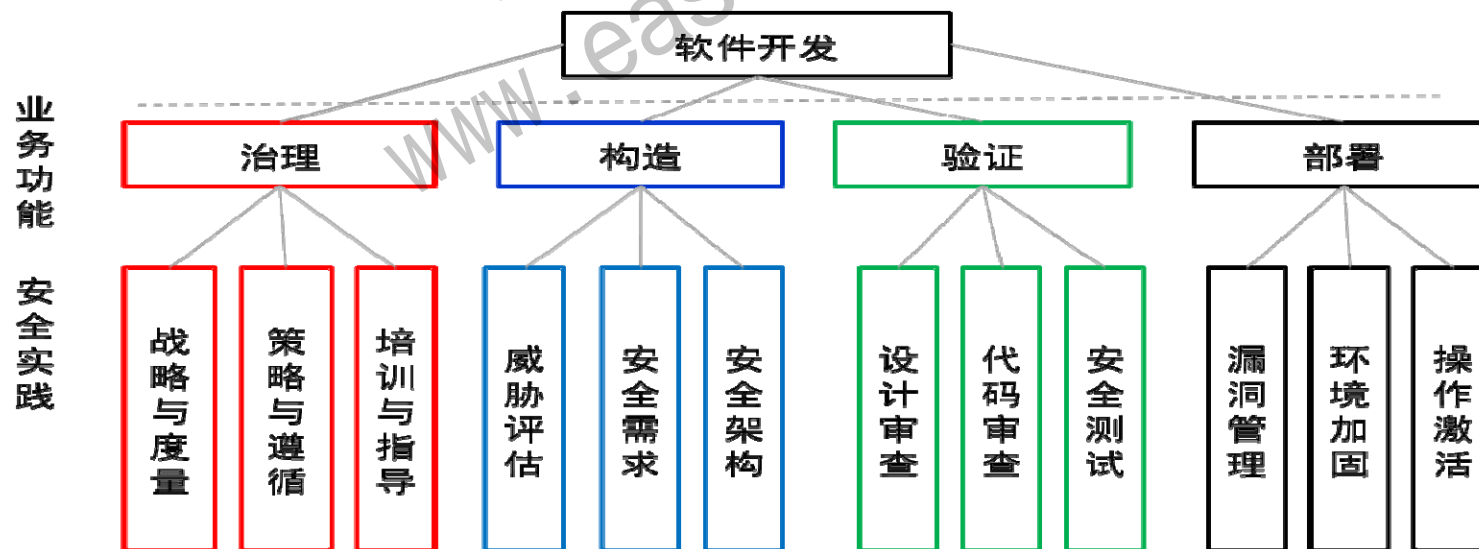 www.eas
软件开发
业务功能
治理
构造
验证
部署
安全实践
战略与度量
策略与遵循
培训与指导
威胁评估
安全需求
安全架构
设计审查
代码审查
安全测试
漏洞管理
环境加固
操作激活